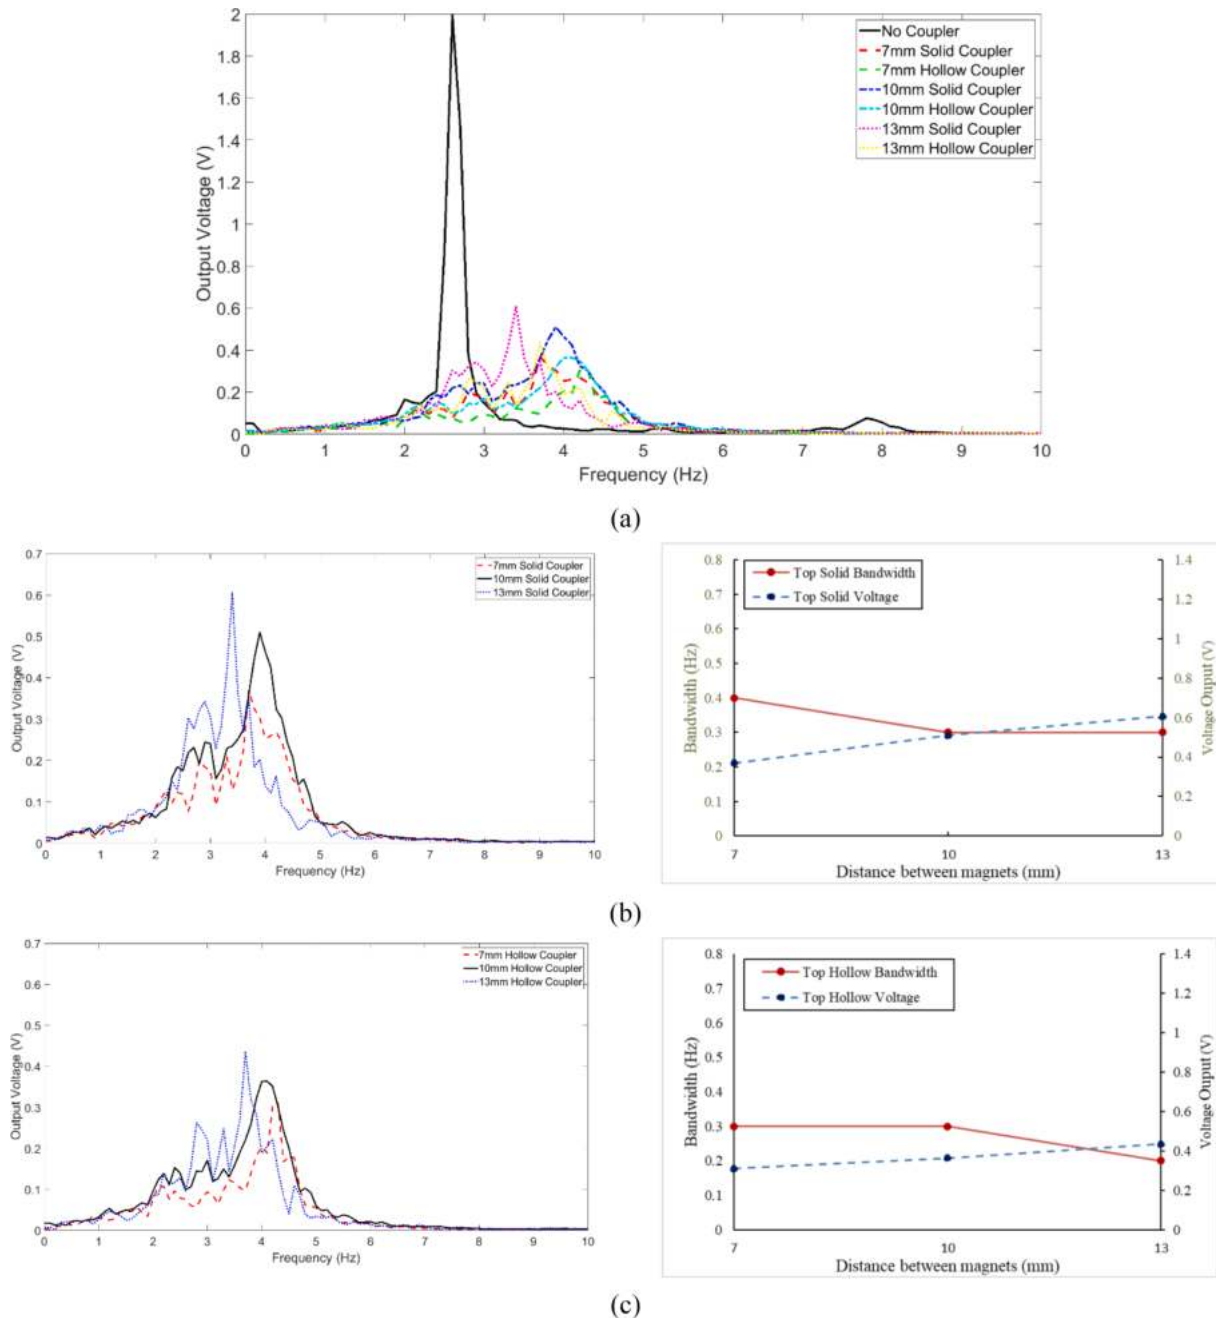 2
1.8
1.6
1.4
1.2
1
0.8
0.6
0.4
0.2
0
Output Voltage (V)
No Coupler
7mm Solid Coupler
7mm Hollow Coupler
10mm Solid Coupler
10mm Hollow Coupler
13mm Solid Coupler
13mm Hollow Coupler
0 1 2 3 4 5 6 7 8 9 10
Frequency (Hz)
(a)
0.7
0.6
0.5
0.4
0.3
0.2
0.1
0
Output Voltage (V)
7mm Solid Coupler
10mm Solid Coupler
13mm Solid Coupler
0 1 2 3 4 5 6 7 8 9 10
Frequency (Hz)
0.8
0.7
0.6
0.5
0.4
0.3
0.2
0.1
0
Bandwidth (Hz)
Top Solid Bandwidth
Top Solid Voltage
1.4
1.2
1
0.8
0.6
0.4
0.2
0
Voltage Ouput (V)
7 10 13
Distance between magnets (mm)
(b)
0.7
0.6
0.5
0.4
0.3
0.2
0.1
0
Output Voltage (V)
7mm Hollow Coupler
10mm Hollow Coupler
13mm Hollow Coupler
0 1 2 3 4 5 6 7 8 9 10
Frequency (Hz)
0.8
0.7
0.6
0.5
0.4
0.3
0.2
0.1
0
Bandwidth (Hz)
Top Hollow Bandwidth
Top Hollow Voltage
1.4
1.2
1
0.8
0.6
0.4
0.2
0
Voltage Ouput (V)
7 10 13
Distance between magnets (mm)
(c)